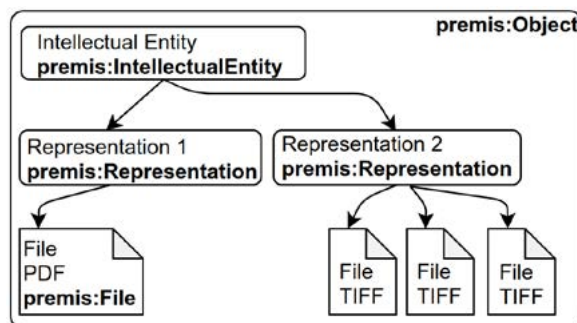 premis:Object
Intellectual Entity
premis:IntellectualEntity
Representation 1
premis:Representation
Representation 2
premis:Representation
File
PDF
premis:File
File
TIFF
File
TIFF
File
TIFF